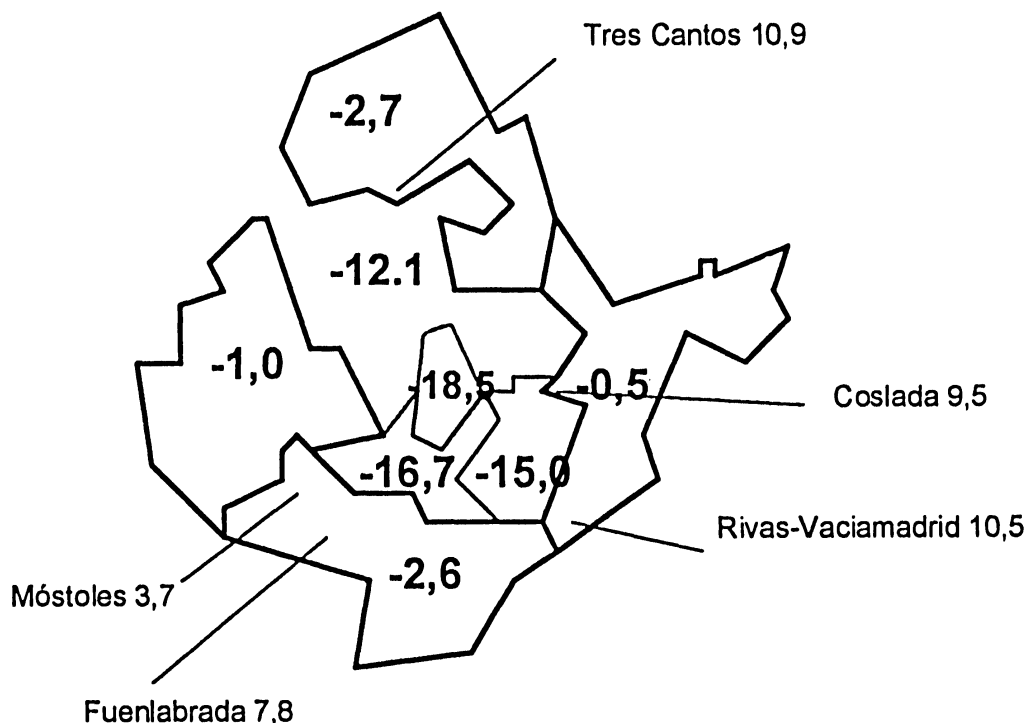 Tres Cantos 10,9
-2,7
-12.1
-1,0
-18,5
-0,5
Coslada 9,5
-16,7
-15,0
Rivas-Vaciamadrid 10,5
-2,6
Móstoles 3,7
Fuenlabrada 7,8